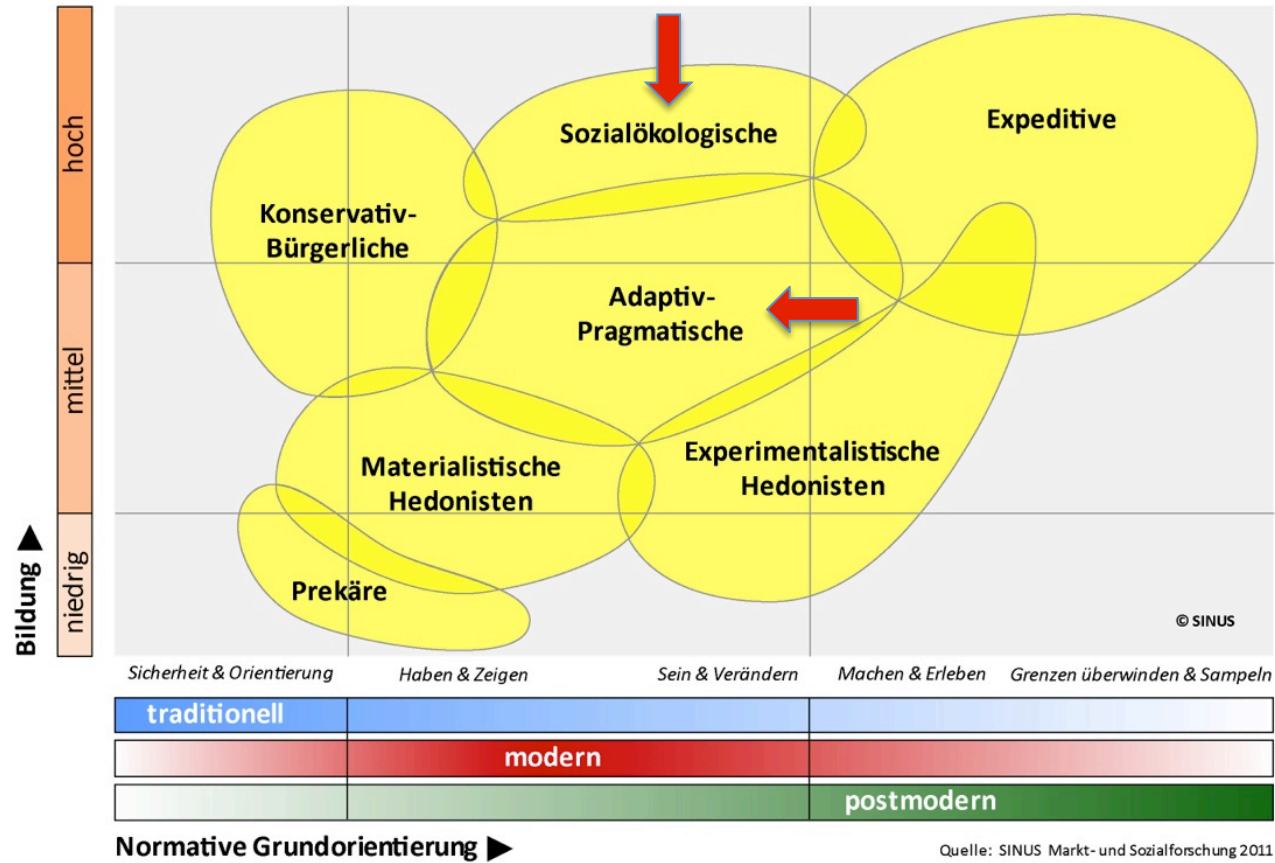 hoch
mittel
niedrig
Bildung ►
Sozialökologische
Expeditive
Konservativ-
Bürgerliche
Adaptiv-
Pragmatische
Materialistische
Hedonisten
Experimentalistische
Hedonisten
Prekäre
© SINUS
Sicherheit & Orientierung
Haben & Zeigen
Sein & Verändern
Machen & Erleben
Grenzen überwinden & Sampeln
traditionell
modern
postmodern
Normative Grundorientierung ►
Quelle: SINUS Markt- und Sozialforschung 2011